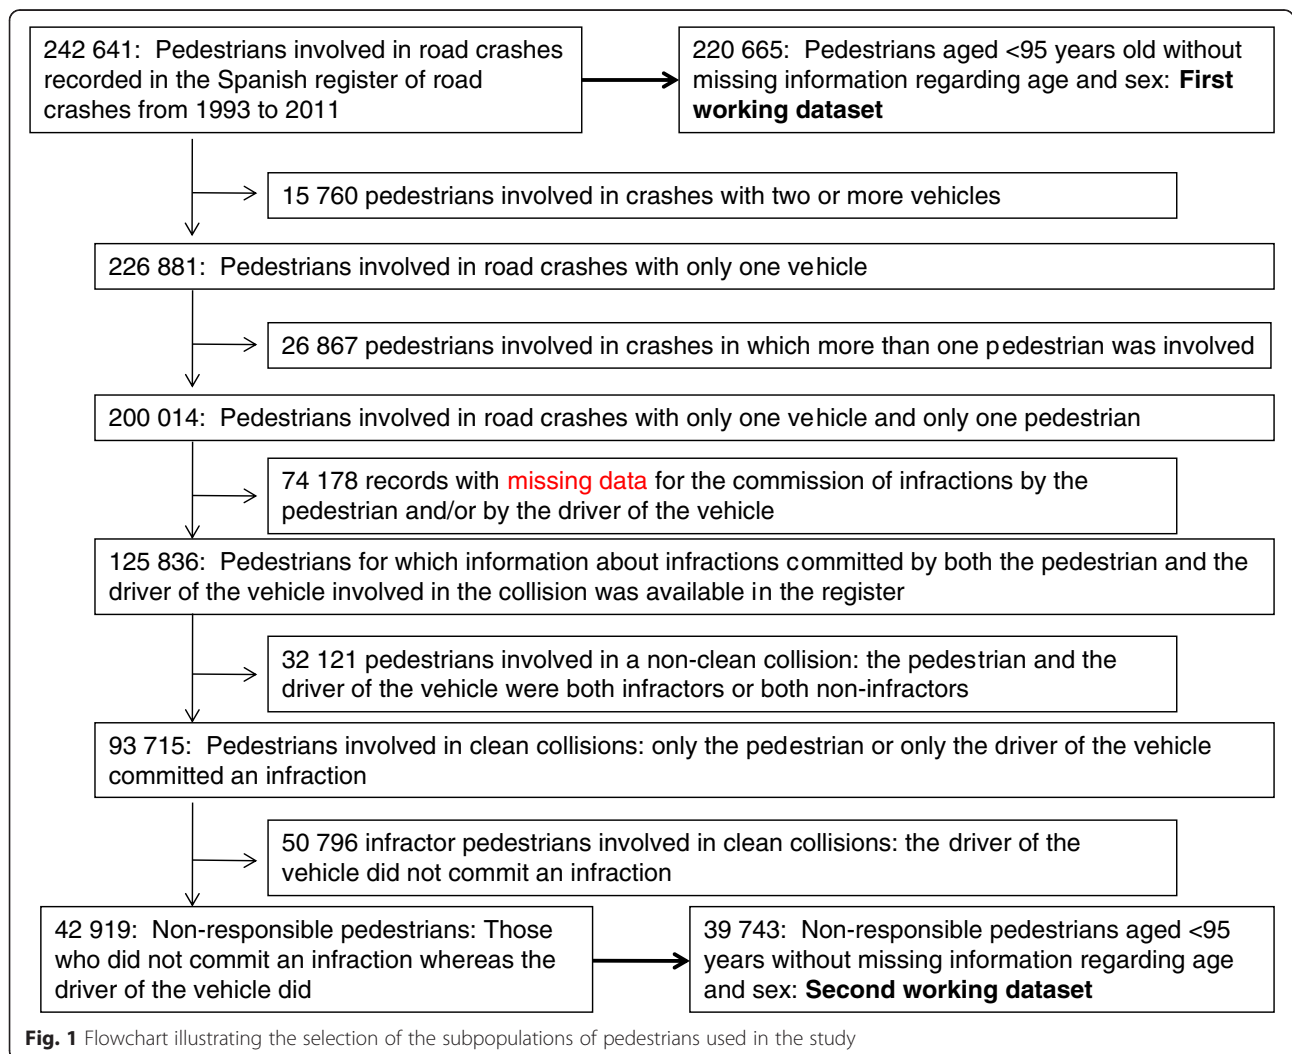 242 641: Pedestrians involved in road crashes
recorded in the Spanish register of road
crashes from 1993 to 2011
220 665: Pedestrians aged <95 years old without
missing information regarding age and sex: First
working dataset
15 760 pedestrians involved in crashes with two or more vehicles
226 881: Pedestrians involved in road crashes with only one vehicle
26 867 pedestrians involved in crashes in which more than one pedestrian was involved
200 014: Pedestrians involved in road crashes with only one vehicle and only one pedestrian
74 178 records with missing data for the commission of infractions by the
pedestrian and/or by the driver of the vehicle
125 836: Pedestrians for which information about infractions committed by both the pedestrian and the
driver of the vehicle involved in the collision was available in the register
32 121 pedestrians involved in a non-clean collision: the pedestrian and the
driver of the vehicle were both infractors or both non-infractors
93 715: Pedestrians involved in clean collisions: only the pedestrian or only the driver of the vehicle
committed an infraction
50 796 infractor pedestrians involved in clean collisions: the driver of the
vehicle did not commit an infraction
42 919: Non-responsible pedestrians: Those
who did not commit an infraction whereas the
driver of the vehicle did
39 743: Non-responsible pedestrians aged <95
years without missing information regarding age
and sex: Second working dataset
Fig. 1 Flowchart illustrating the selection of the subpopulations of pedestrians used in the study